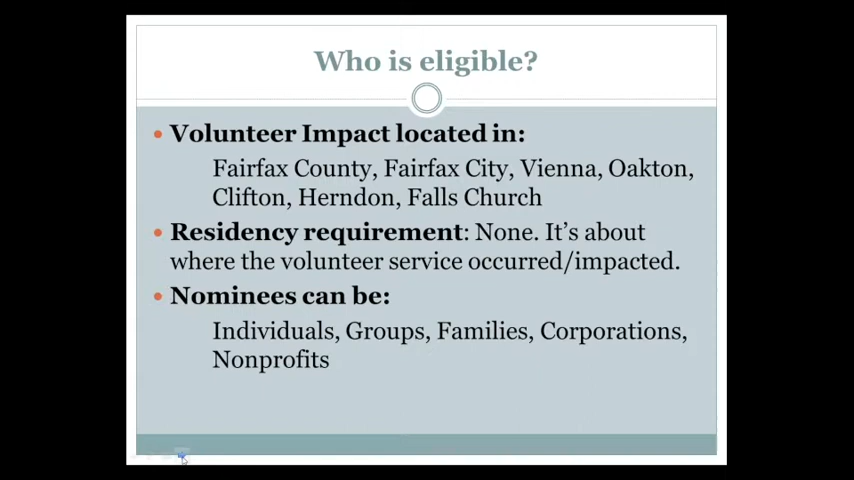 Who is eligible?
• Volunteer Impact located in:
Fairfax County, Fairfax City, Vienna, Oakton,
Clifton, Herndon, Falls Church
• Residency requirement: None. It’s about
where the volunteer service occurred/impacted.
• Nominees can be:
Individuals, Groups, Families, Corporations,
Nonprofits